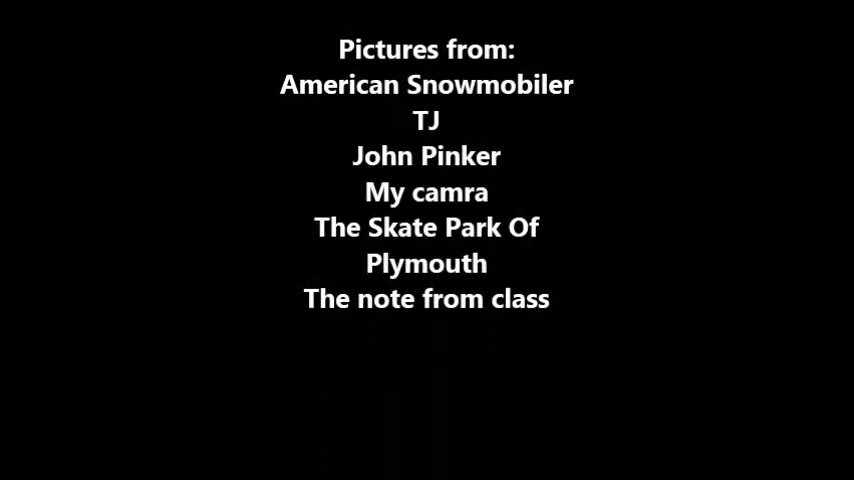 Pictures from:
American Snowmobiler
TJ
John Pinker
My camra
The Skate Park Of
Plymouth
The note from class